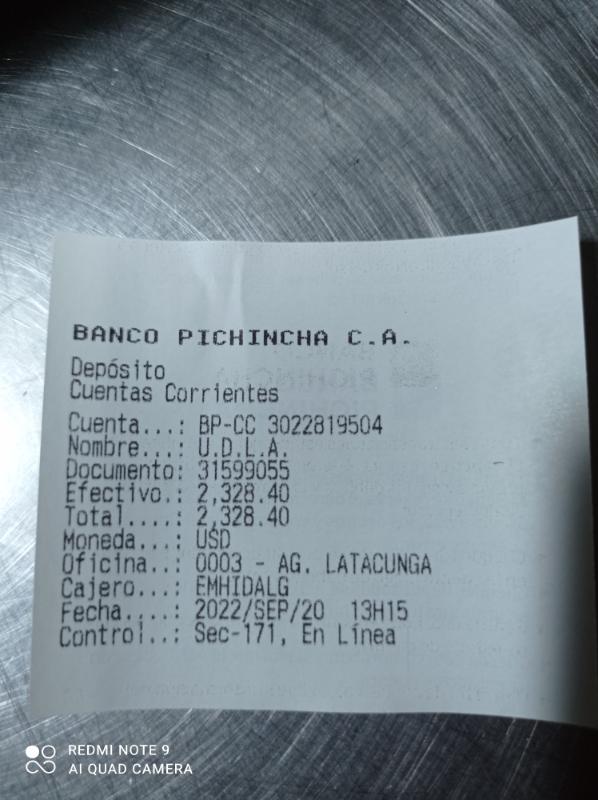 BANCO PICHINCHA C.A.
Depósito
Cuentas Corrientes
Cuenta...: BP-CC 3022819504
Nombre...: U.D.L.A.
Documento: 31599055
Efectivo.: 2,328.40
Total....: 2,328.40
Moneda...: USD
Oficina..: 0003 - AG. LATACUNGA
Cajero...: EMHIDALG
Fecha....: 2022/SEP/20 13H15
Control..: Sec-171, En Línea
REDMI NOTE 9
AI QUAD CAMERA